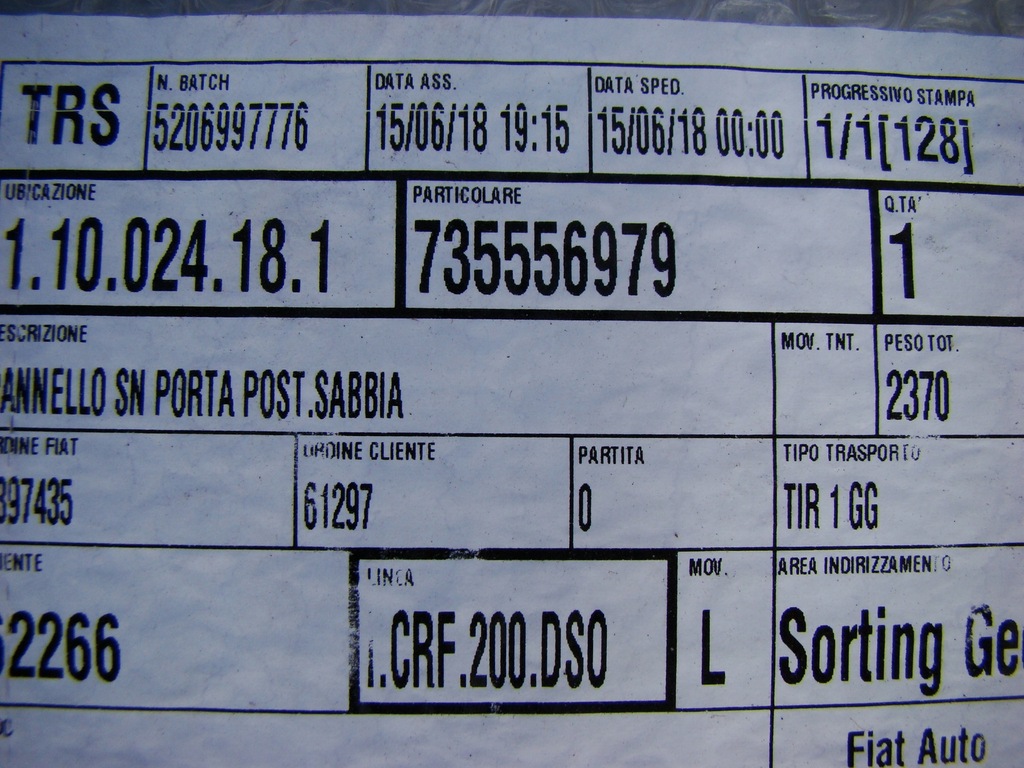 TRS N. BATCH DATA ASS. DATA SPED. PROGRESSIVO STAMPA
5206997776 15/06/18 19:15 15/06/18 00:00 1/1[128]
UBICAZIONE PARTICOLARE Q.TA'
1.10.024.18.1 735556979 1
ESCRIZIONE MOV. TNT. PESO TOT.
ANNELLO SN PORTA POST.SABBIA 2370
RDINE FIAT ORDINE CLIENTE PARTITA TIPO TRASPORTO
397435 61297 0 TIR 1 GG
IENTE LINEA MOV. AREA INDIRIZZAMENTO
2266 .CRF.200.DSO L Sorting Ge
Fiat Auto